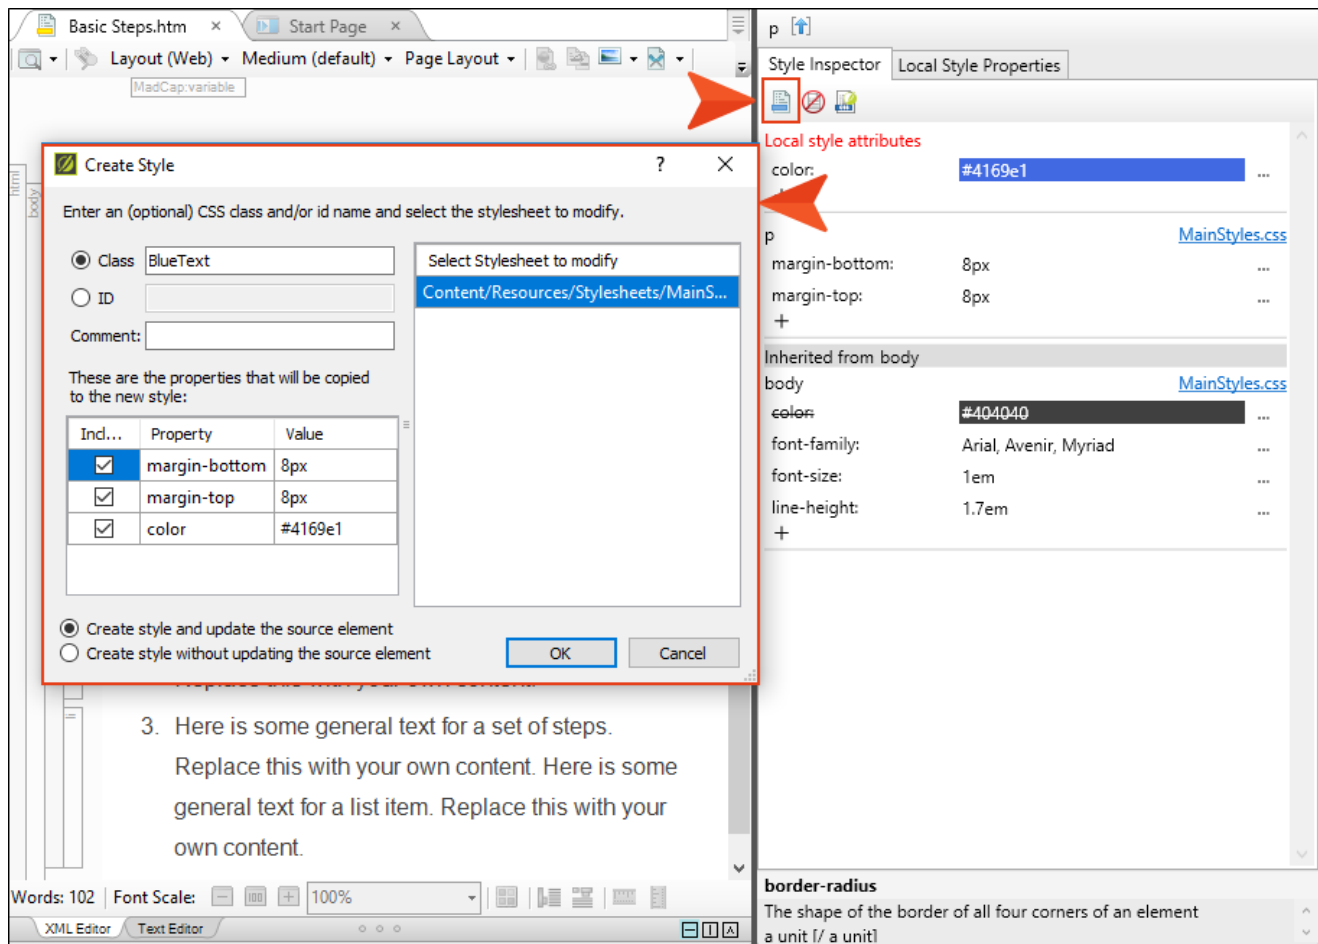 Basic Steps.htm × Start Page ×
Layout (Web) Medium (default) Page Layout
MadCap:variable
html
body
Create Style ? ×
Enter an (optional) CSS class and/or id name and select the stylesheet to modify.
Class BlueText
ID
Comment:
These are the properties that will be copied
to the new style:
Incl... Property Value
margin-bottom 8px
margin-top 8px
color #4169e1
Select Stylesheet to modify
Content/Resources/Stylesheets/MainS...
Create style and update the source element
Create style without updating the source element
OK Cancel
Replace this with your own content.
3. Here is some general text for a set of steps.
Replace this with your own content. Here is some
general text for a list item. Replace this with your
own content.
Words: 102 Font Scale: 100%
XML Editor Text Editor
p
Style Inspector Local Style Properties
Local style attributes
color: #4169e1 ...
p MainStyles.css
margin-bottom: 8px ...
margin-top: 8px ...
+
Inherited from body
body MainStyles.css
color: #404040 ...
font-family: Arial, Avenir, Myriad ...
font-size: 1em ...
line-height: 1.7em ...
+
border-radius
The shape of the border of all four corners of an element
a unit [/ a unit]